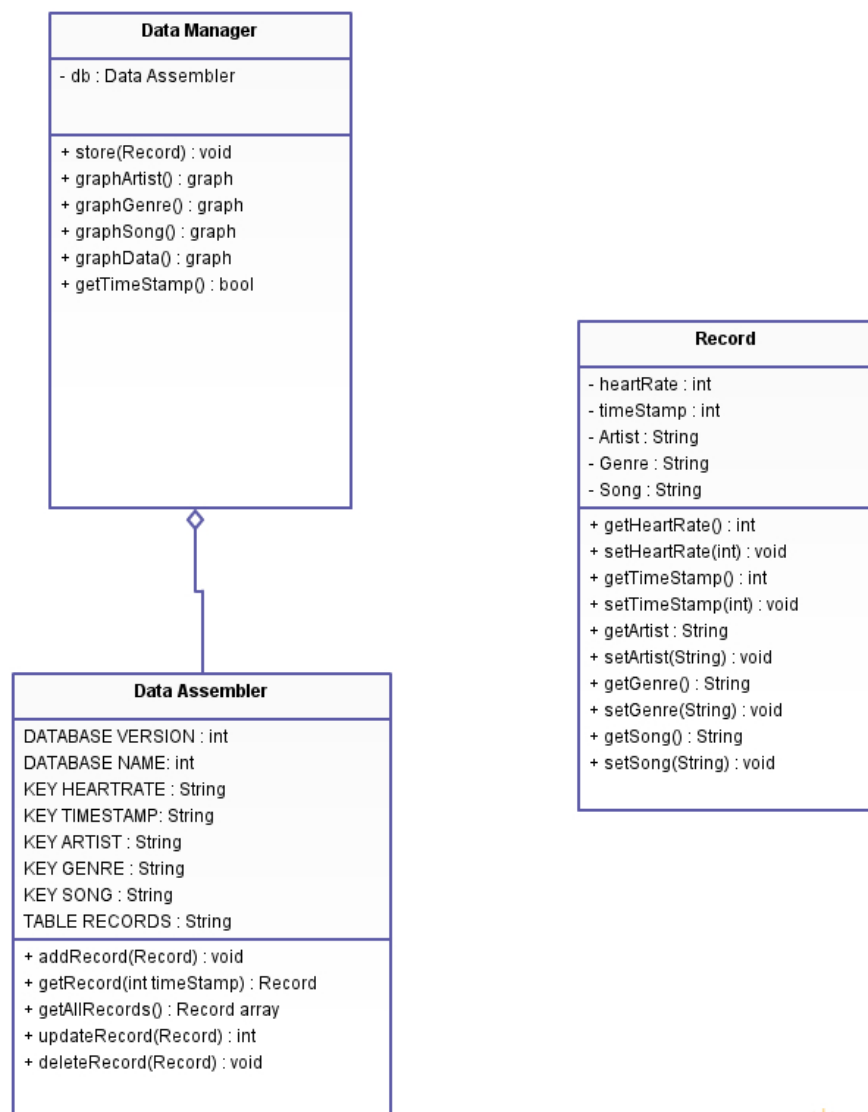 Data Manager
- db : Data Assembler
+ store(Record) : void
+ graphArtist() : graph
+ graphGenre() : graph
+ graphSong() : graph
+ graphData() : graph
+ getTimeStamp() : bool
Record
- heartRate : int
- timeStamp : int
- Artist : String
- Genre : String
- Song : String
+ getHeartRate() : int
+ setHeartRate(int) : void
+ getTimeStamp() : int
+ setTimeStamp(int) : void
+ getArtist : String
+ setArtist(String) : void
+ getGenre() : String
+ setGenre(String) : void
+ getSong() : String
+ setSong(String) : void
Data Assembler
DATABASE VERSION : int
DATABASE NAME: int
KEY HEARTRATE : String
KEY TIMESTAMP: String
KEY ARTIST : String
KEY GENRE : String
KEY SONG : String
TABLE RECORDS : String
+ addRecord(Record) : void
+ getRecord(int timeStamp) : Record
+ getAllRecords() : Record array
+ updateRecord(Record) : int
+ deleteRecord(Record) : void